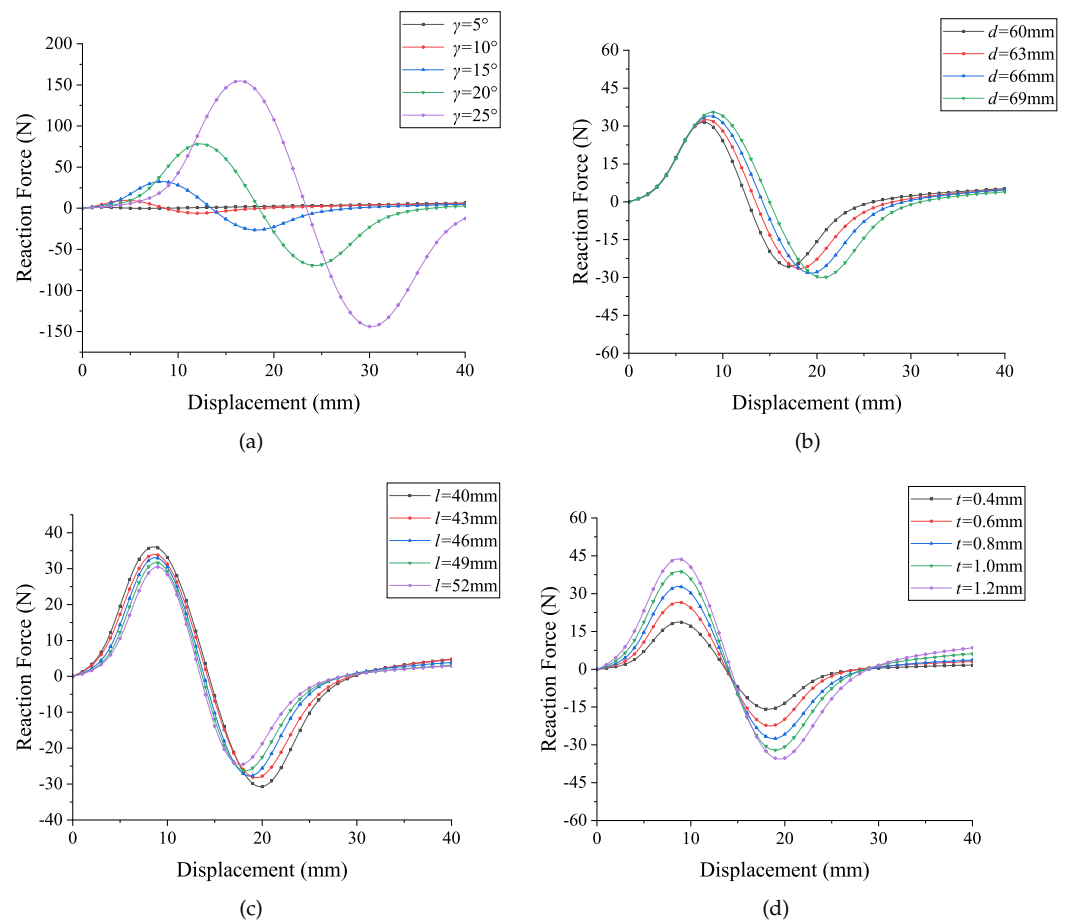 200
150
100
50
0
-50
-100
-150
0
10
20
30
40
Reaction Force (N)
Displacement (mm)
γ=5°
γ=10°
γ=15°
γ=20°
γ=25°
(a)
60
45
30
15
0
-15
-30
-45
-60
0
10
20
30
40
Reaction Force (N)
Displacement (mm)
d=60mm
d=63mm
d=66mm
d=69mm
(b)
40
30
20
10
0
-10
-20
-30
-40
0
10
20
30
40
Reaction Force (N)
Displacement (mm)
l=40mm
l=43mm
l=46mm
l=49mm
l=52mm
(c)
60
45
30
15
0
-15
-30
-45
-60
0
10
20
30
40
Reaction Force (N)
Displacement (mm)
t=0.4mm
t=0.6mm
t=0.8mm
t=1.0mm
t=1.2mm
(d)